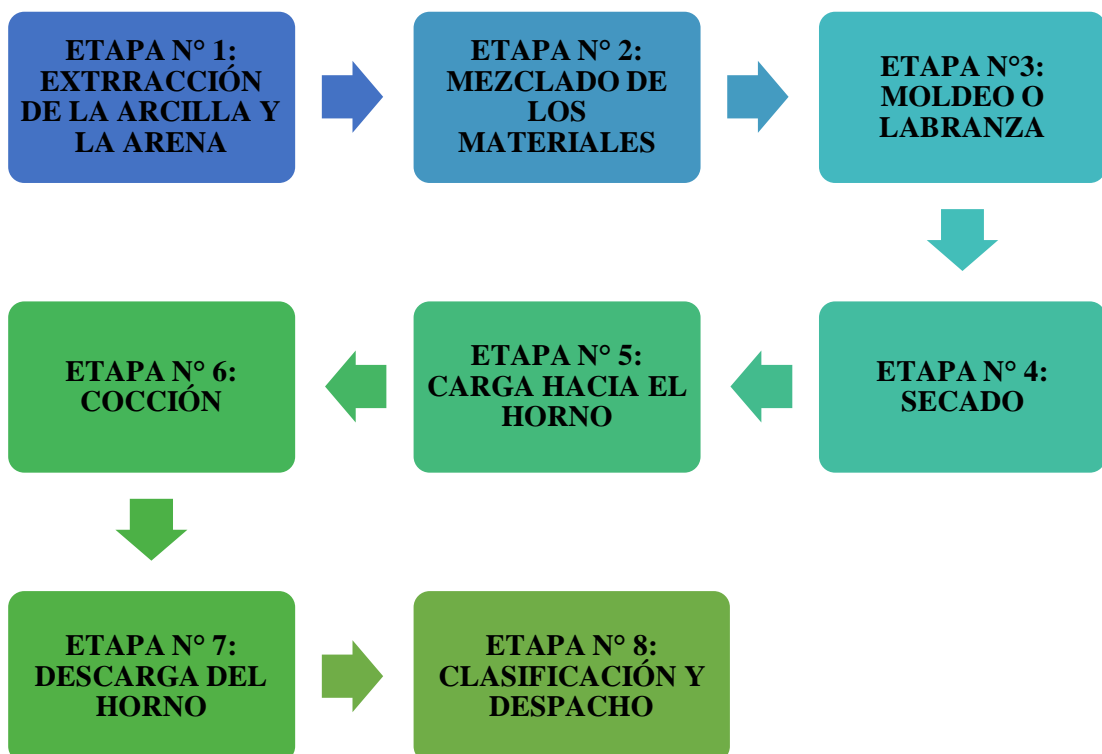 ETAPA N° 1:
EXTRRACCIÓN
DE LA ARCILLA Y
LA ARENA
ETAPA N° 2:
MEZCLADO DE
LOS
MATERIALES
ETAPA N°3:
MOLDEO O
LABRANZA
ETAPA N° 4:
SECADO
ETAPA N° 5:
CARGA HACIA EL
HORNO
ETAPA N° 6:
COCCIÓN
ETAPA N° 7:
DESCARGA DEL
HORNO
ETAPA N° 8:
CLASIFICACIÓN Y
DESPACHO